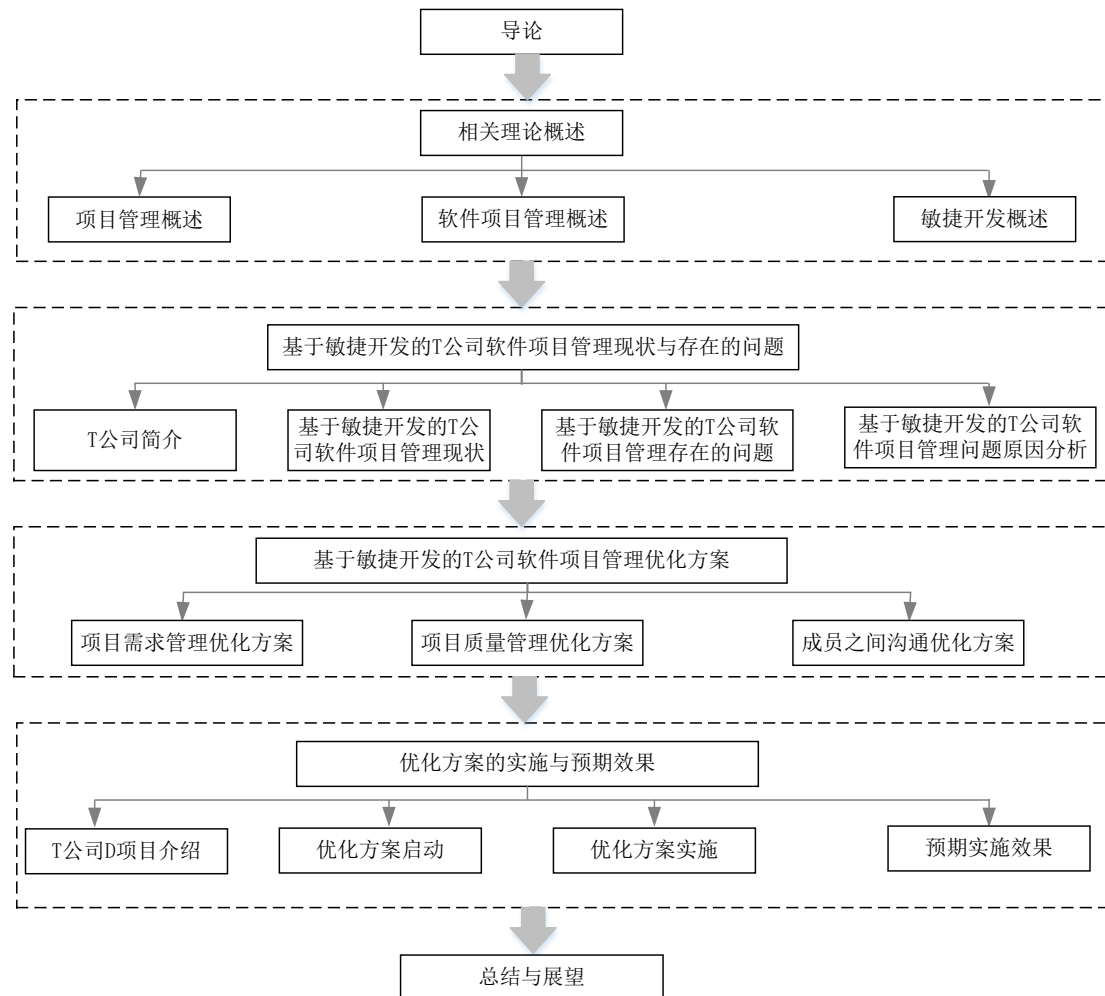 导论
相关理论概述
项目管理概述
软件项目管理概述
敏捷开发概述
基于敏捷开发的T公司软件项目管理现状与存在的问题
T公司简介
基于敏捷开发的T公
司软件项目管理现状
基于敏捷开发的T公司软
件项目管理存在的问题
基于敏捷开发的T公司软
件项目管理问题原因分析
基于敏捷开发的T公司软件项目管理优化方案
项目需求管理优化方案
项目质量管理优化方案
成员之间沟通优化方案
优化方案的实施与预期效果
T公司D项目介绍
优化方案启动
优化方案实施
预期实施效果
总结与展望